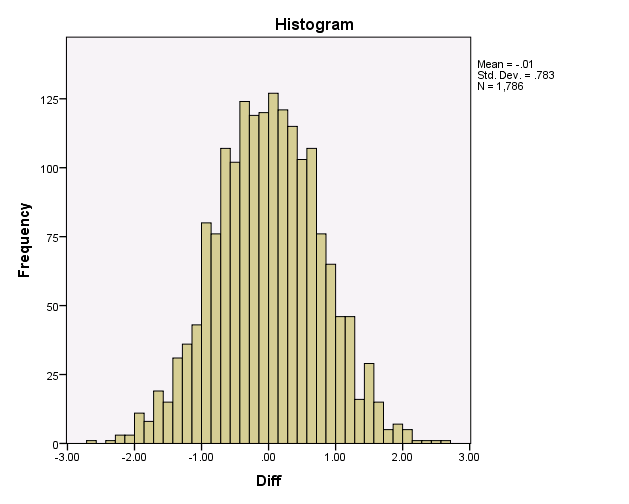 Histogram
Mean = -.01
Std. Dev. = .783
N = 1,786
Frequency
125
100
75
50
25
0
-3.00 -2.00 -1.00 .00 1.00 2.00 3.00
Diff